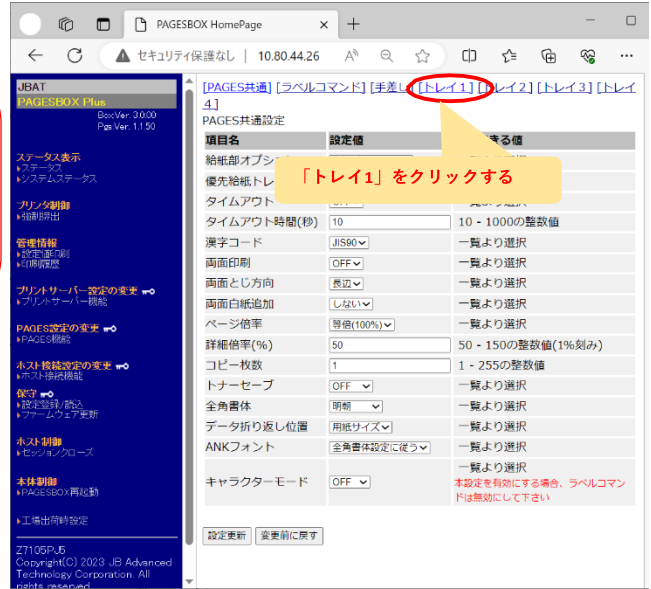 PAGESBOX HomePage
セキュリティ保護なし | 10.80.44.26
JBAT
PAGESBOX Plus
BoxVer. 3.0.00
PgsVer. 1.1.50
ステータス表示
ステータス
システムステータス
プリンタ制御
強制排出
管理情報
設定値印刷
印刷履歴
プリントサーバー設定の変更
プリントサーバー機能
PAGES設定の変更
PAGES機能
ホスト接続設定の変更
ホスト接続機能
保守
設定登録/読込
ファームウェア更新
ホスト制御
セッションクローズ
本体制御
PAGESBOX再起動
工場出荷時設定
Z7105PJ5
Copyright(C) 2023 JB Advanced
Technology Corporation. All
rights reserved
[PAGES共通] [ラベルコマンド] [手差し] [トレイ1] [トレイ2] [トレイ3] [トレイ
4]
PAGES共通設定
項目名 設定値 きる値
給紙部オプシ
「トレイ1」をクリックする
優先給紙トレ
タイムアウト
タイムアウト時間(秒) 10 10 - 1000の整数値
漢字コード JIS90 一覧より選択
両面印刷 OFF 一覧より選択
両面とじ方向 長辺 一覧より選択
両面白紙追加 しない 一覧より選択
ページ倍率 等倍(100%) 一覧より選択
詳細倍率(%) 50 50 - 150の整数値(1%刻み)
コピー枚数 1 1 - 255の整数値
トナーセーブ OFF 一覧より選択
全角書体 明朝 一覧より選択
データ折り返し位置 用紙サイズ 一覧より選択
ANKフォント 全角書体設定に従う 一覧より選択
キャラクターモード OFF 一覧より選択
本設定を有効にする場合、ラベルコマン
ドは無効にして下さい
設定更新 変更前に戻す